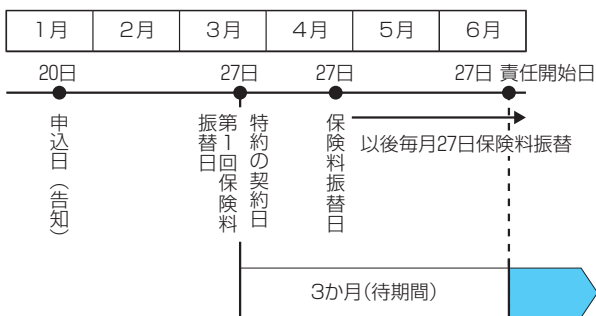 1月 2月 3月 4月 5月 6月
20日 27日 27日 27日 責任開始日
申込日（告知）
第1回保険料
振替日
特約の契約日
保険料振替日
以後毎月27日保険料振替
3か月(待期間)